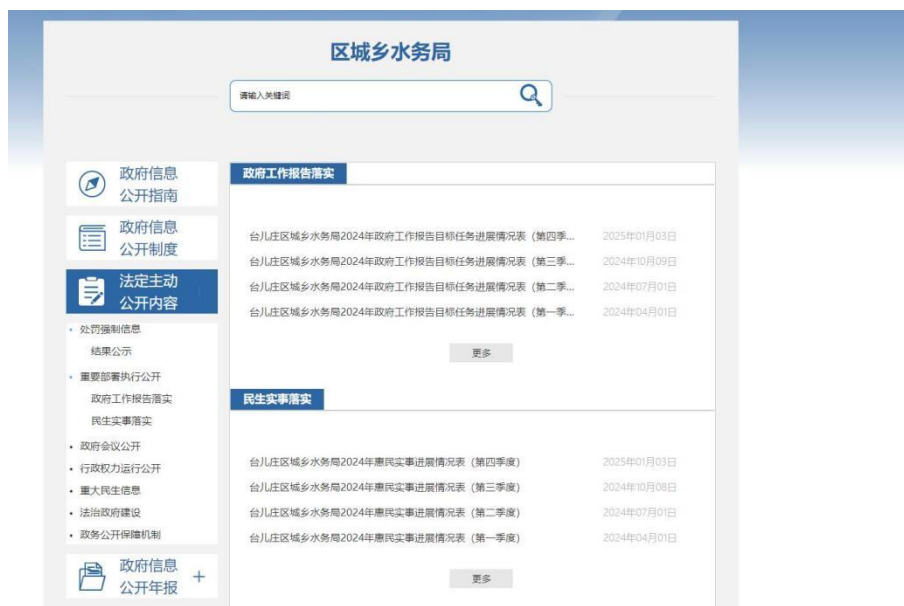 区城乡水务局
请输入关键词
政府信息
公开指南
政府信息
公开制度
法定主动
公开内容
处罚强制信息
结果公示
重要部署执行公开
政府工作报告落实
民生实事落实
政府会议公开
行政权力运行公开
重大民生信息
法治政府建设
政务公开保障机制
政府信息
公开年报
+
政府工作报告落实
台儿庄区城乡水务局2024年政府工作报告目标任务进展情况表（第四季... 2025年01月03日
台儿庄区城乡水务局2024年政府工作报告目标任务进展情况表（第三季... 2024年10月09日
台儿庄区城乡水务局2024年政府工作报告目标任务进展情况表（第二季... 2024年07月01日
台儿庄区城乡水务局2024年政府工作报告目标任务进展情况表（第一季... 2024年04月01日
更多
民生实事落实
台儿庄区城乡水务局2024年惠民实事进展情况表（第四季度） 2025年01月03日
台儿庄区城乡水务局2024年惠民实事进展情况表（第三季度） 2024年10月08日
台儿庄区城乡水务局2024年惠民实事进展情况表（第二季度） 2024年07月01日
台儿庄区城乡水务局2024年惠民实事进展情况表（第一季度） 2024年04月01日
更多